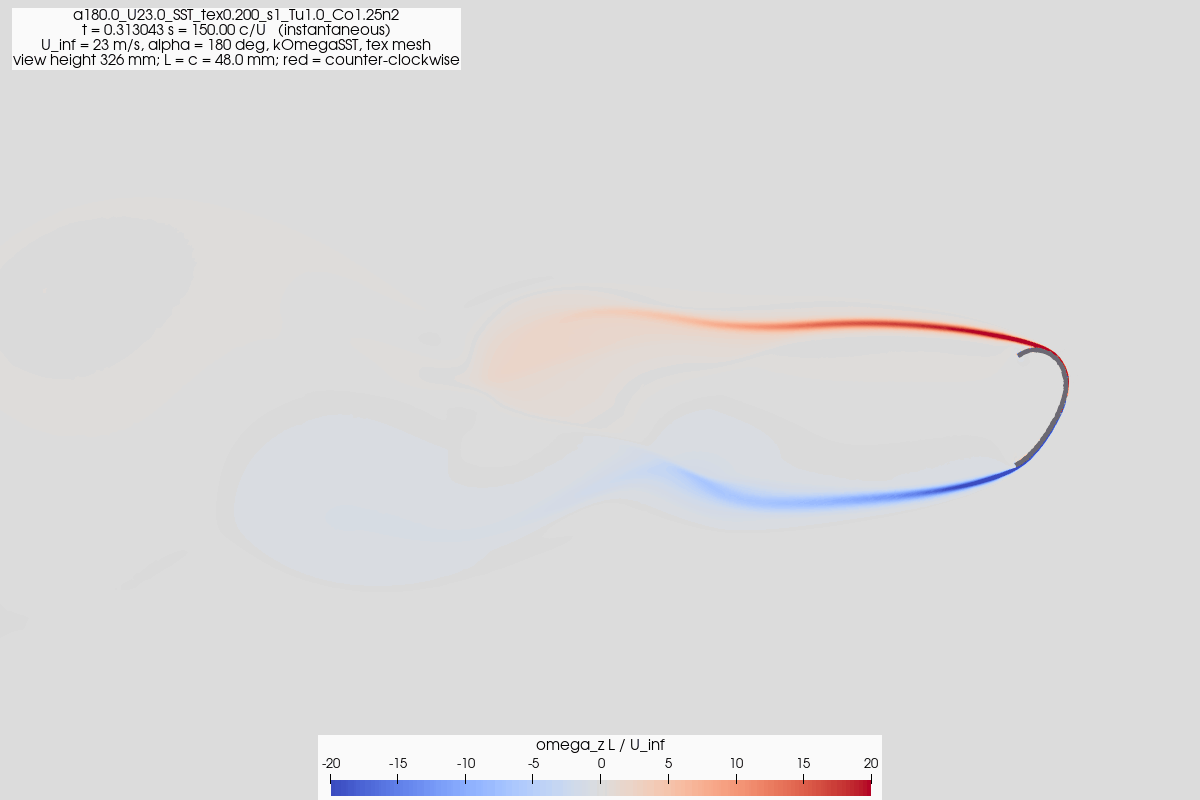 a180.0_U23.0_SST_tex0.200_s1_Tu1.0_Co1.25n2
t = 0.313043 s = 150.00 c/U (instantaneous)
U_inf = 23 m/s, alpha = 180 deg, kOmegaSST, tex mesh
view height 326 mm; L = c = 48.0 mm; red = counter-clockwise
omega_z L / U_inf
-20 -15 -10 -5 0 5 10 15 20